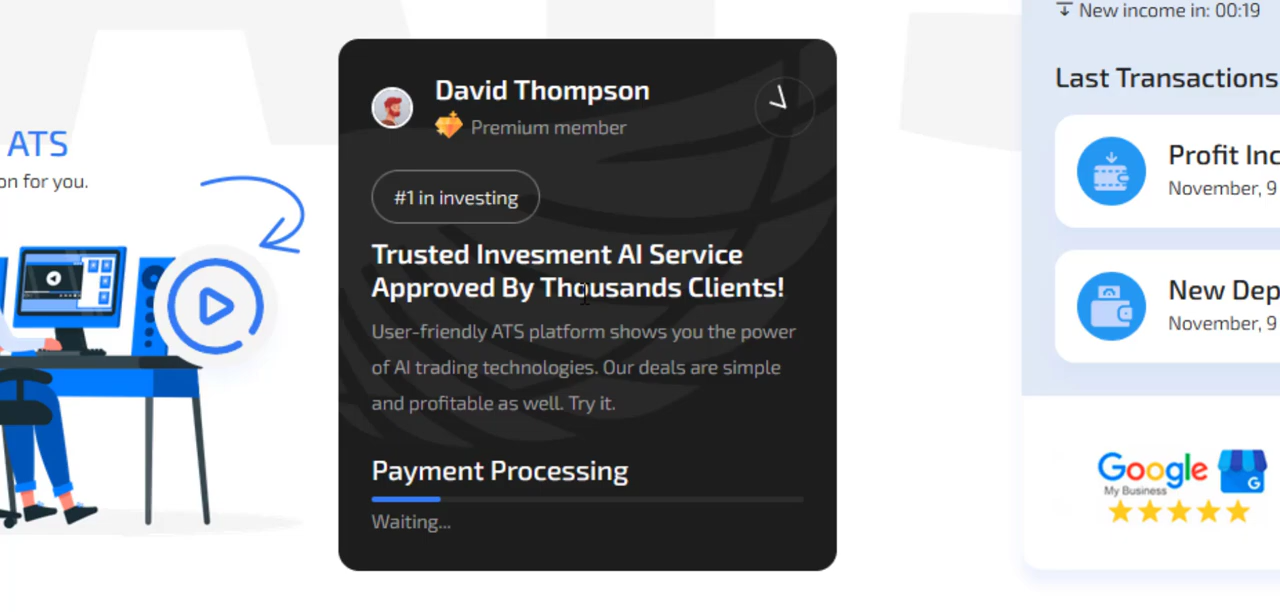 ATS
on for you.
David Thompson
Premium member
#1 in investing
Trusted Invesment AI Service
Approved By Thousands Clients!
User-friendly ATS platform shows you the power
of AI trading technologies. Our deals are simple
and profitable as well. Try it.
Payment Processing
Waiting...
New income in: 00:19
Last Transactions
Profit Inc
November, 9
New Dep
November, 9
Google
My Business
G